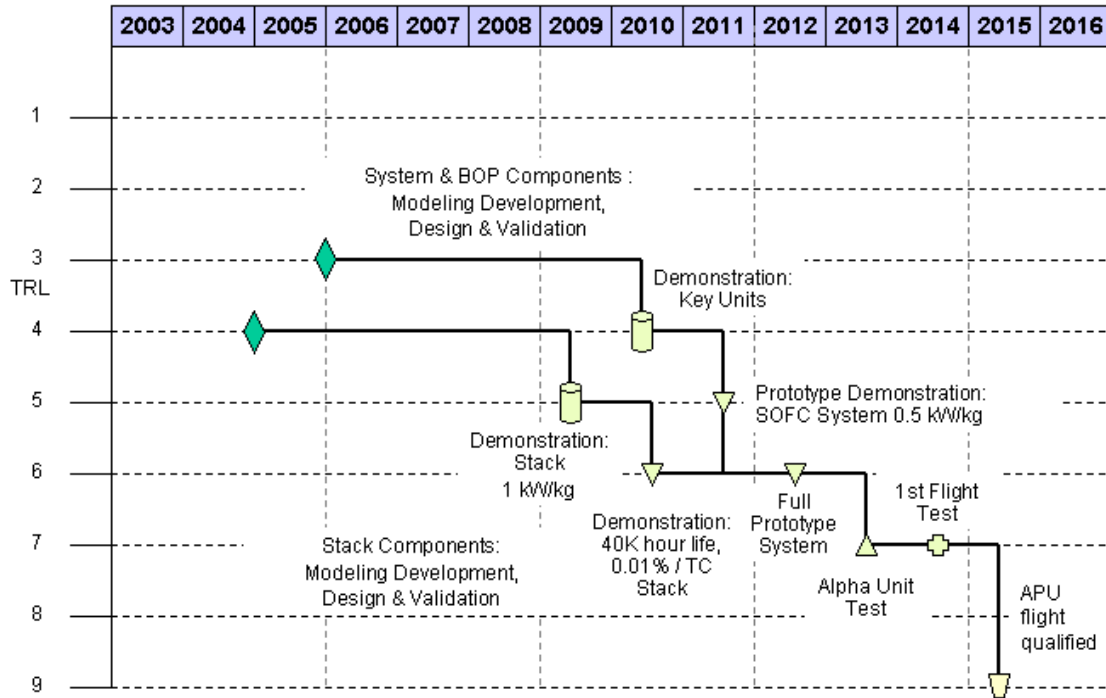 2003 2004 2005 2006 2007 2008 2009 2010 2011 2012 2013 2014 2015 2016
1
System & BOP Components :
2
Modeling Development,
Design & Validation
3
Demonstration:
Key Units
TRL
4
Prototype Demonstration:
SOFC System 0.5 kW/kg
5
Demonstration:
Stack
1 kW/kg
6
1st Flight
Test
Full
Prototype
System
Demonstration:
40K hour life,
0.01% / TC
Stack
Stack Components:
Modeling Development,
Design & Validation
7
Alpha Unit
Test
APU
flight
qualified
8
9